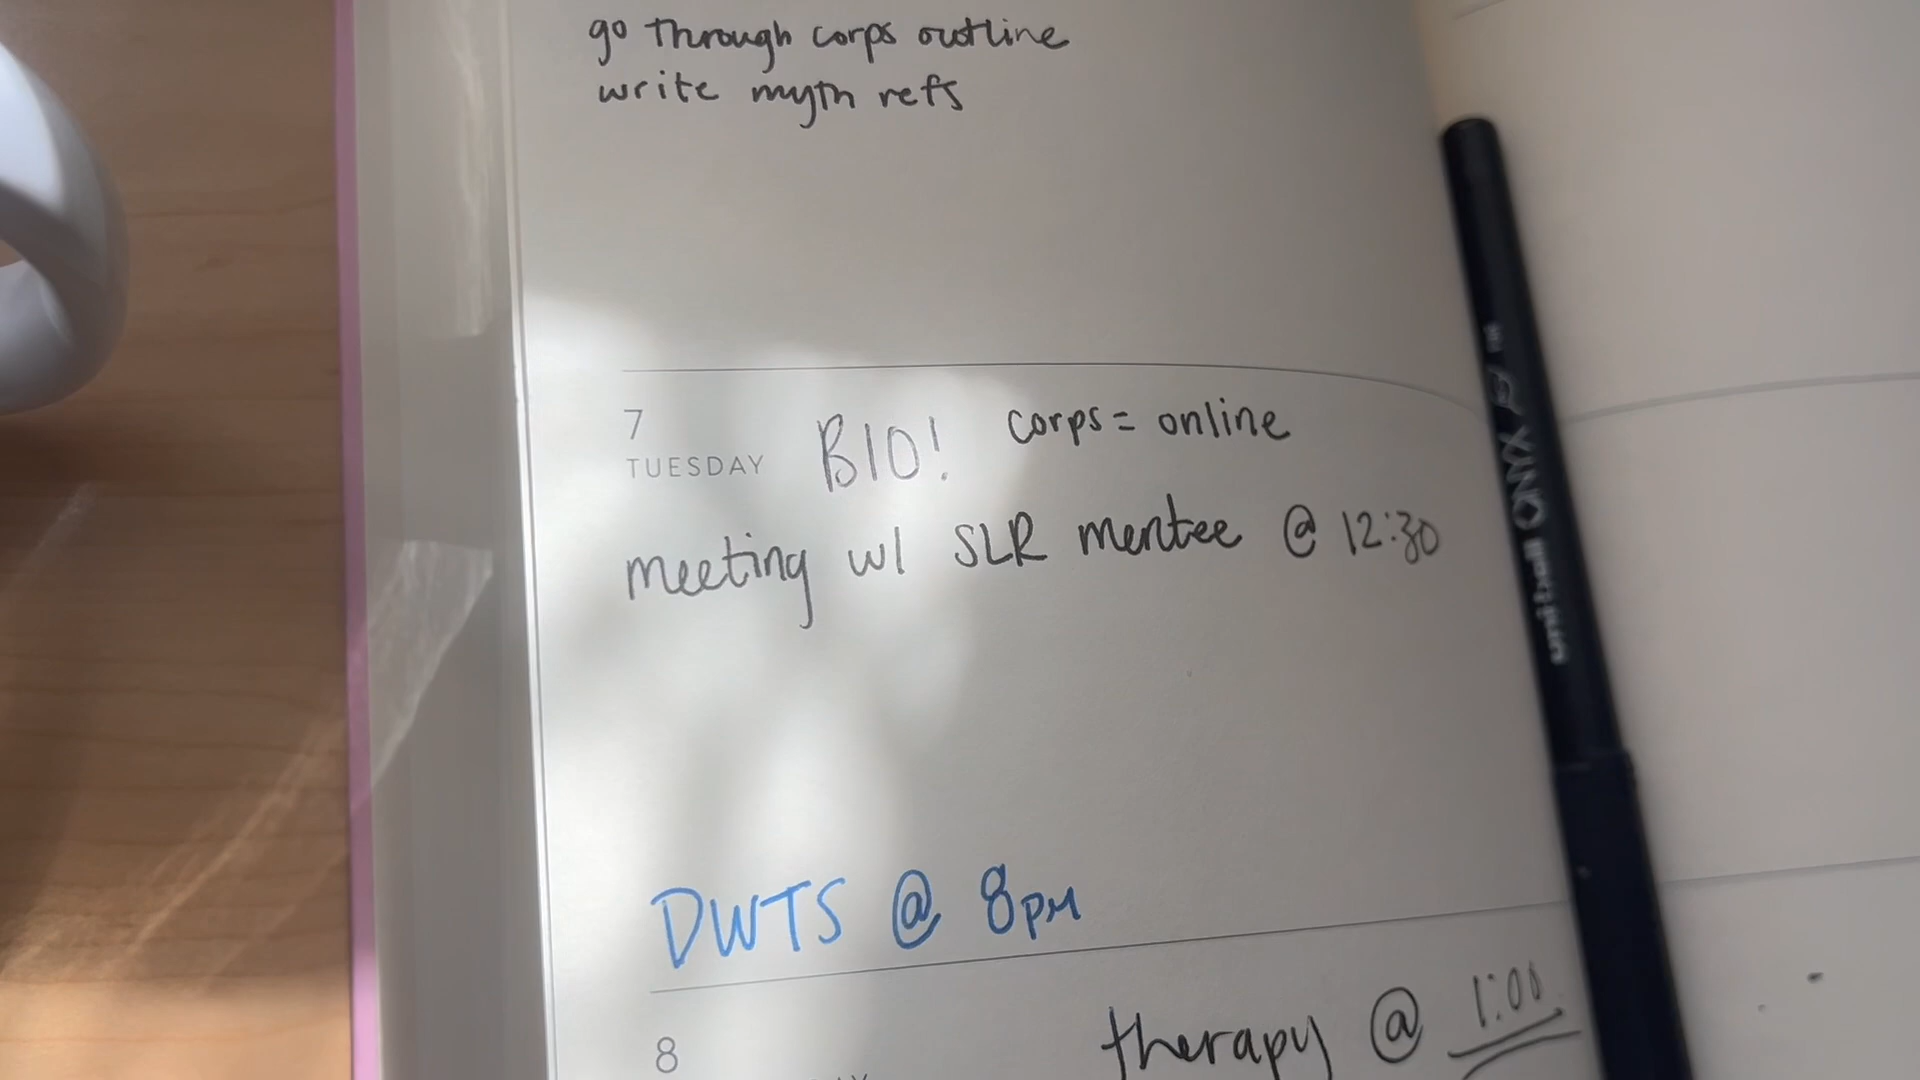 go through corps outline
write myth refs
7
TUESDAY
BIO!
corps = online
meeting w/ SLR mentee @ 12:30
DWTS @ 8PM
8
therapy @ 1:00
ONYX